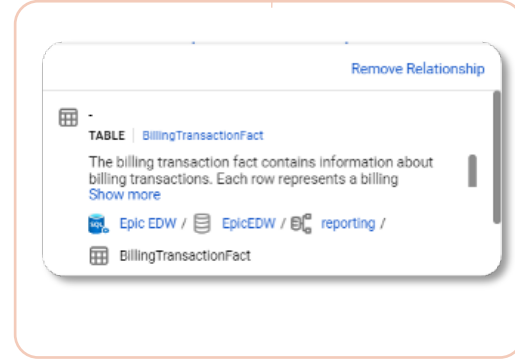 Remove Relationship
-
TABLE | BillingTransactionFact
The billing transaction fact contains information about
billing transactions. Each row represents a billing
Show more
SQL Epic EDW / EpicEDW / reporting /
BillingTransactionFact